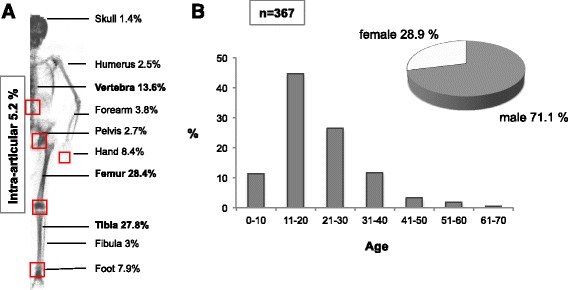 A
Skull 1.4%
Humerus 2.5%
Vertebra 13.6%
Forearm 3.8%
Pelvis 2.7%
Hand 8.4%
Femur 28.4%
Tibia 27.8%
Fibula 3%
Foot 7.9%
Intra-articular 5.2 %
B
n=367
female 28.9 %
male 71.1 %
50
40
30
20
10
0
%
0-10 11-20 21-30 31-40 41-50 51-60 61-70
Age